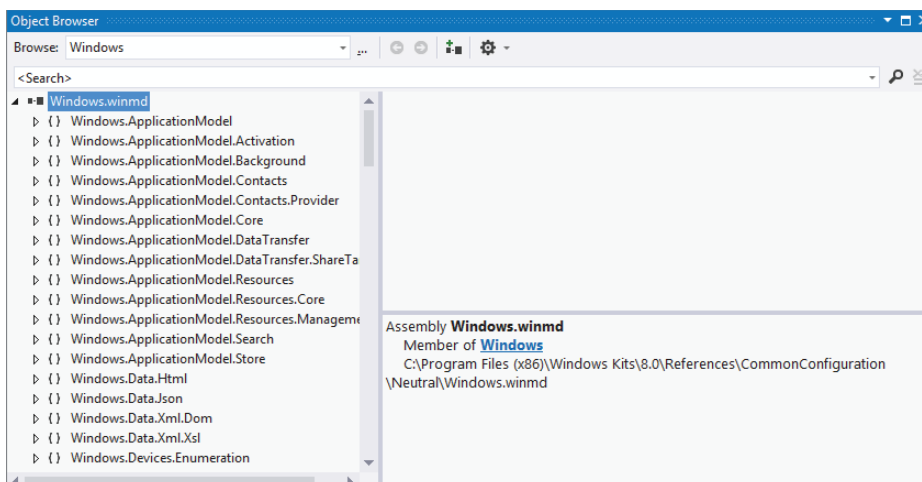 Object Browser
Browse: Windows ...
<Search>
Windows.winmd
{ } Windows.ApplicationModel
{ } Windows.ApplicationModel.Activation
{ } Windows.ApplicationModel.Background
{ } Windows.ApplicationModel.Contacts
{ } Windows.ApplicationModel.Contacts.Provider
{ } Windows.ApplicationModel.Core
{ } Windows.ApplicationModel.DataTransfer
{ } Windows.ApplicationModel.DataTransfer.ShareTa
{ } Windows.ApplicationModel.Resources
{ } Windows.ApplicationModel.Resources.Core
{ } Windows.ApplicationModel.Resources.Manageme
{ } Windows.ApplicationModel.Search
{ } Windows.ApplicationModel.Store
{ } Windows.Data.Html
{ } Windows.Data.Json
{ } Windows.Data.Xml.Dom
{ } Windows.Data.Xml.Xsl
{ } Windows.Devices.Enumeration
Assembly Windows.winmd
Member of Windows
C:\Program Files (x86)\Windows Kits\8.0\References\CommonConfiguration
\Neutral\Windows.winmd